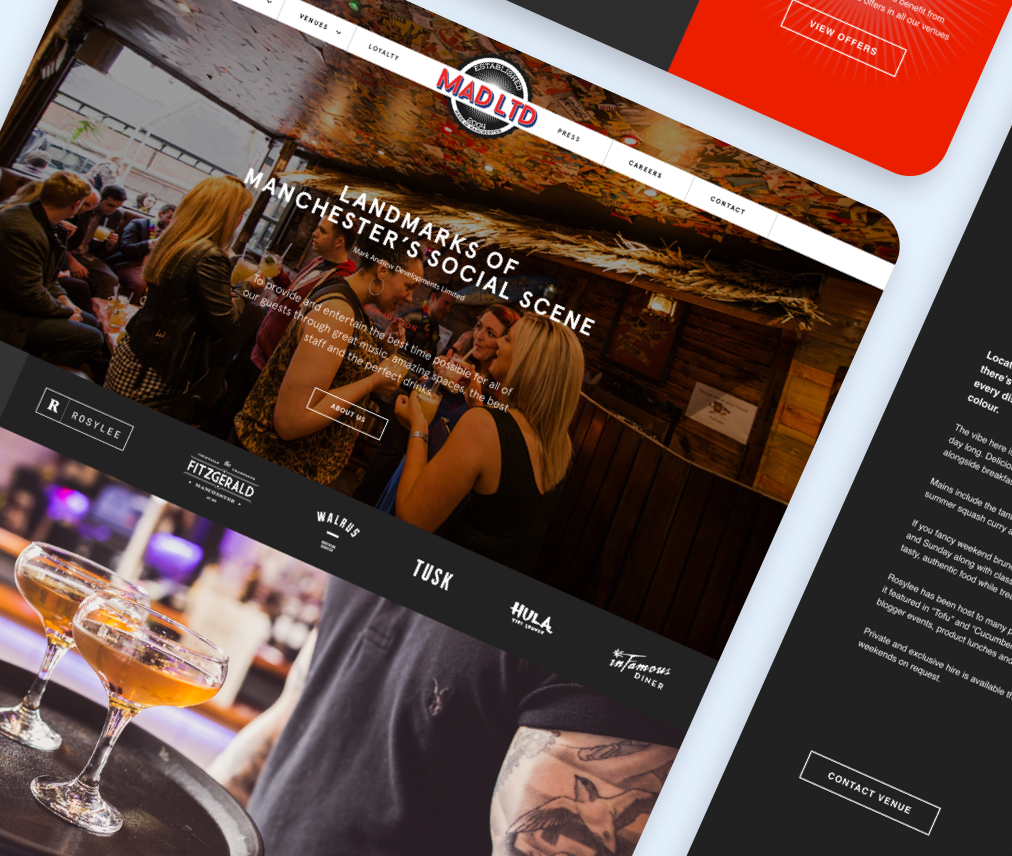 benefit from
offers in all our venues
VIEW OFFERS
VENUES
LOYALTY
ESTABLISHED
MAD LTD
2009
PRESS
CAREERS
CONTACT
LANDMARKS OF
MANCHESTER'S SOCIAL SCENE
Mark Andrew Developments Limited
To provide and entertain the best time possible for all of
our guests through great music, amazing spaces, the best
staff and the perfect drinks.
ABOUT US
R ROSYLEE
the
FITZGERALD
MANCHESTER
WALRUS
TUSK
HULA
TIKI LOUNGE
inFamous
DINER
Locat
there's
every di
colour.
The vibe here is
day long. Delicio
alongside breakfa
Mains include the tan
summer squash curry a
If you fancy weekend brun
and Sunday along with class
tasty, authentic food while trea
Rosylee has been host to many p
it featured in "Tofu" and "Cucumbe
blogger events, product lunches and
Private and exclusive hire is available th
weekends on request.
CONTACT VENUE